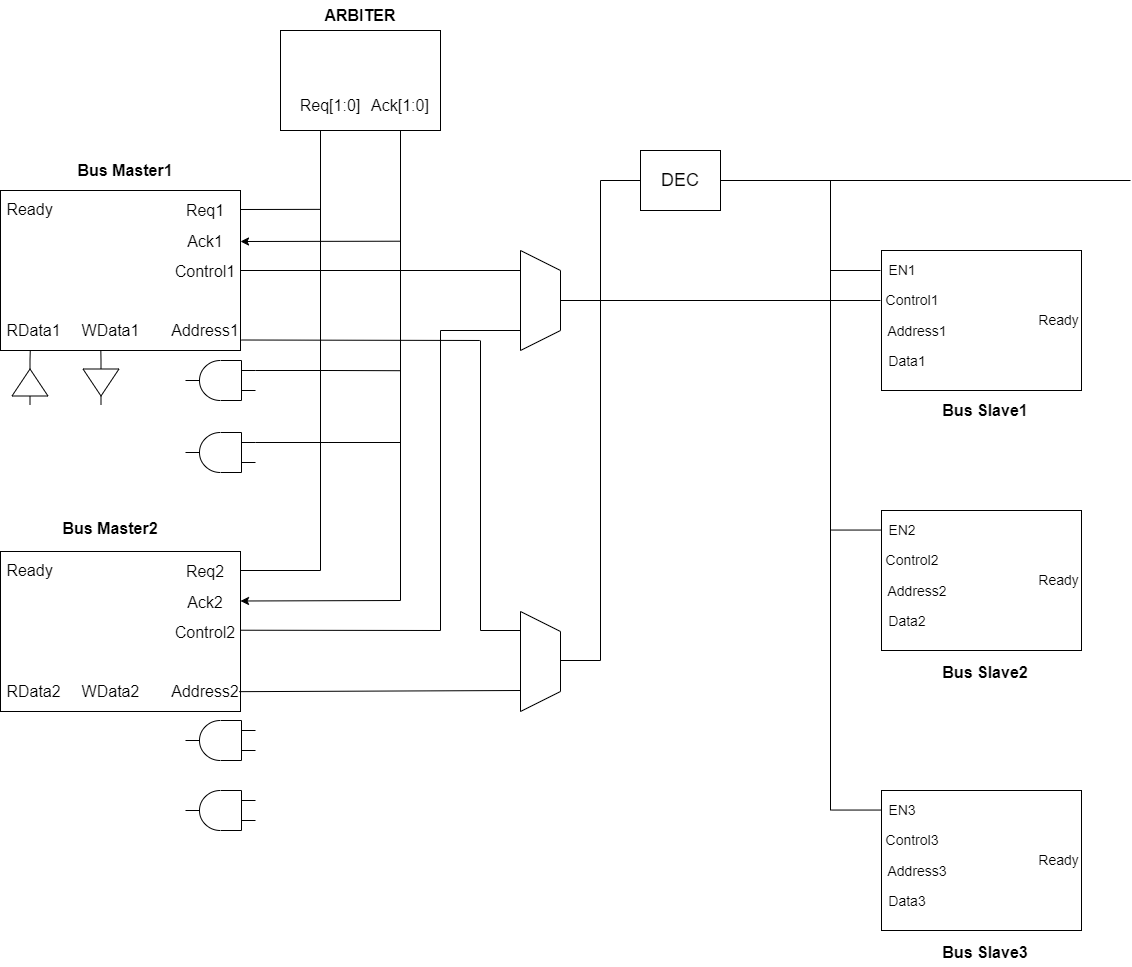 ARBITER
Req[1:0] Ack[1:0]
Bus Master1
Ready
Req1
Ack1
Control1
RData1
WData1
Address1
Bus Master2
Ready
Req2
Ack2
Control2
RData2
WData2
Address2
DEC
EN1
Control1
Address1
Data1
Ready
Bus Slave1
EN2
Control2
Address2
Data2
Ready
Bus Slave2
EN3
Control3
Address3
Data3
Ready
Bus Slave3